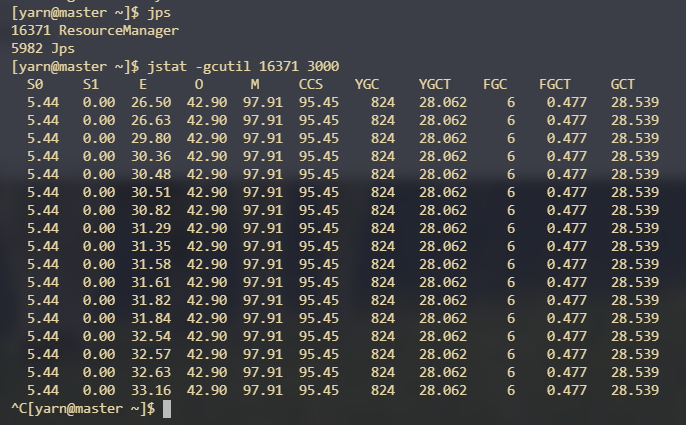 [yarn@master ~]$ jps
16371 ResourceManager
5982 Jps
[yarn@master ~]$ jstat -gcutil 16371 3000
  S0     S1     E      O      M     CCS    YGC     YGCT    FGC    FGCT     GCT
  5.44   0.00  26.50  42.90  97.91  95.45    824   28.062     6    0.477   28.539
  5.44   0.00  26.63  42.90  97.91  95.45    824   28.062     6    0.477   28.539
  5.44   0.00  29.80  42.90  97.91  95.45    824   28.062     6    0.477   28.539
  5.44   0.00  30.36  42.90  97.91  95.45    824   28.062     6    0.477   28.539
  5.44   0.00  30.48  42.90  97.91  95.45    824   28.062     6    0.477   28.539
  5.44   0.00  30.51  42.90  97.91  95.45    824   28.062     6    0.477   28.539
  5.44   0.00  30.82  42.90  97.91  95.45    824   28.062     6    0.477   28.539
  5.44   0.00  31.29  42.90  97.91  95.45    824   28.062     6    0.477   28.539
  5.44   0.00  31.35  42.90  97.91  95.45    824   28.062     6    0.477   28.539
  5.44   0.00  31.58  42.90  97.91  95.45    824   28.062     6    0.477   28.539
  5.44   0.00  31.61  42.90  97.91  95.45    824   28.062     6    0.477   28.539
  5.44   0.00  31.82  42.90  97.91  95.45    824   28.062     6    0.477   28.539
  5.44   0.00  31.84  42.90  97.91  95.45    824   28.062     6    0.477   28.539
  5.44   0.00  32.54  42.90  97.91  95.45    824   28.062     6    0.477   28.539
  5.44   0.00  32.57  42.90  97.91  95.45    824   28.062     6    0.477   28.539
  5.44   0.00  32.63  42.90  97.91  95.45    824   28.062     6    0.477   28.539
  5.44   0.00  33.16  42.90  97.91  95.45    824   28.062     6    0.477   28.539
^C[yarn@master ~]$